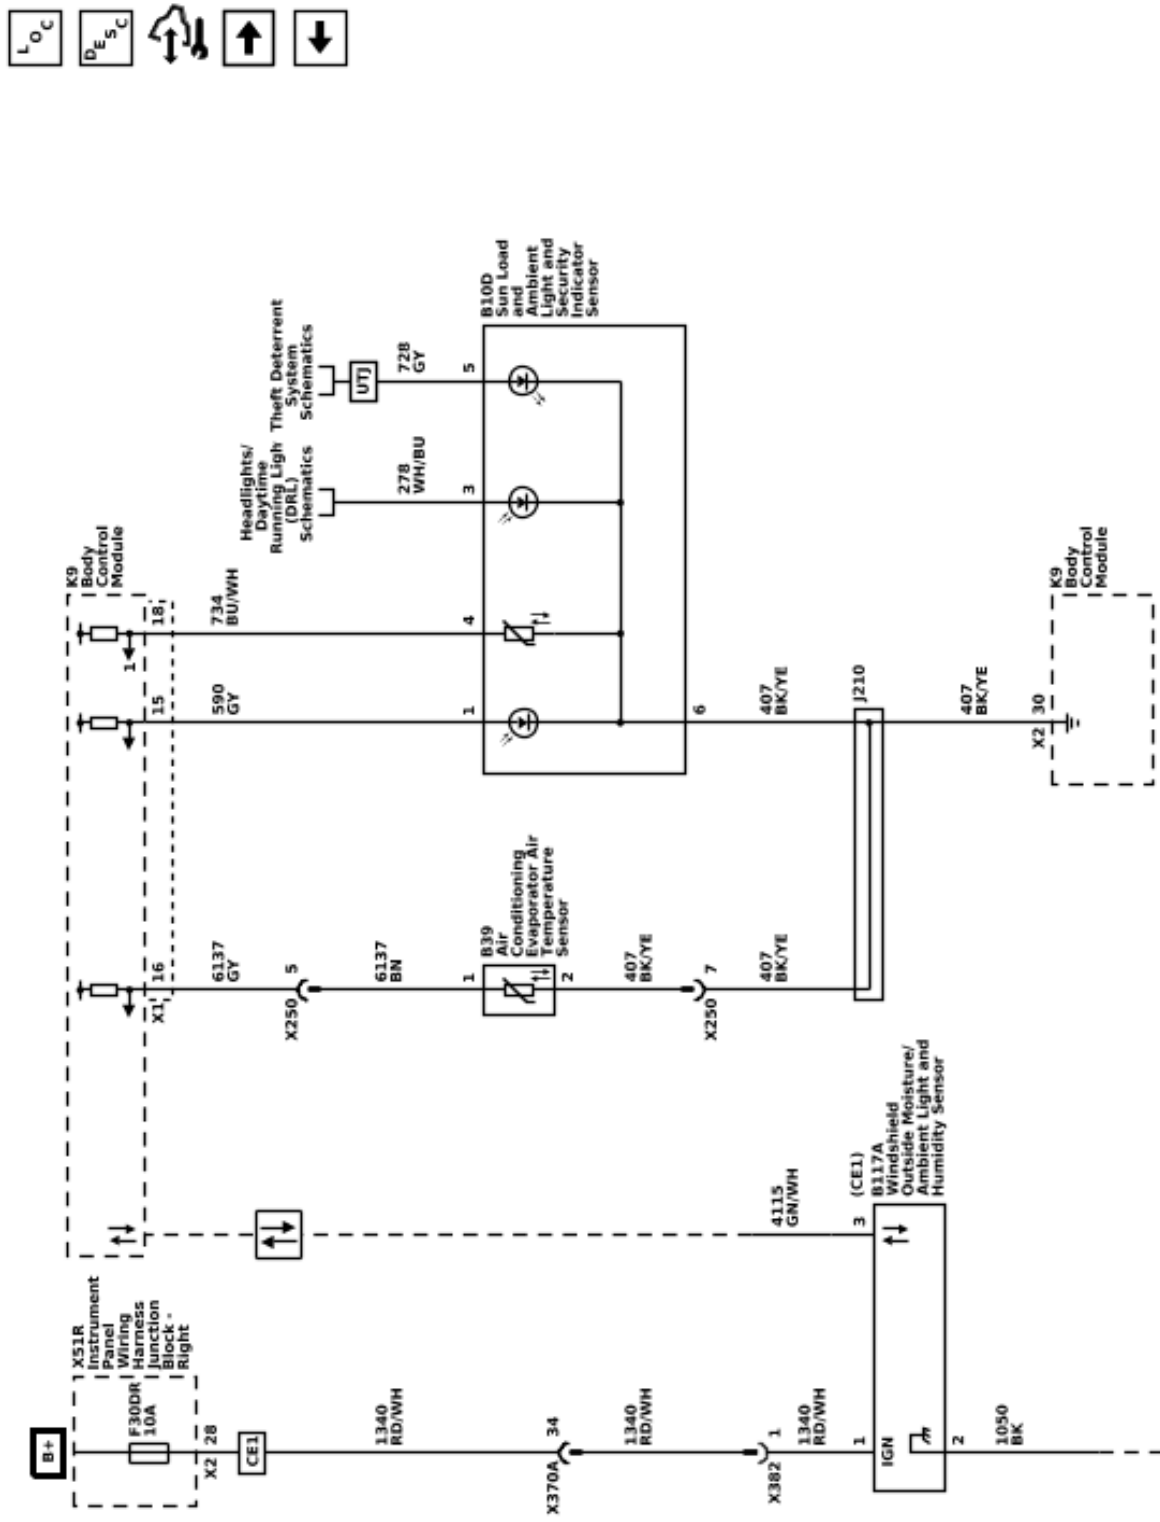 LOC
DESC
B+
X51R
Instrument
Panel
Wiring
Harness
Junction
Block -
Right
F30DR
10A
X2
28
CE1
1340
RD/WH
X370A
34
1340
RD/WH
X382
1
1340
RD/WH
1
IGN
2
1050
BK
4115
GN/WH
3
(CE1)
B117A
Windshield
Outside Moisture/
Ambient Light and
Humidity Sensor
K9
Body
Control
Module
X1
16
6137
GY
X250
5
6137
BN
1
B39
Air
Conditioning
Evaporator Air
Temperature
Sensor
2
407
BK/YE
X250
7
407
BK/YE
15
590
GY
1
1
18
734
BU/WH
4
Headlights/
Daytime
Running Ligh
(DRL)
Schematics
278
WH/BU
3
Theft Deterrent
System
Schematics
UTJ
728
GY
5
B10D
Sun Load
and
Ambient
Light and
Security
Indicator
Sensor
6
407
BK/YE
J210
407
BK/YE
X2
30
K9
Body
Control
Module